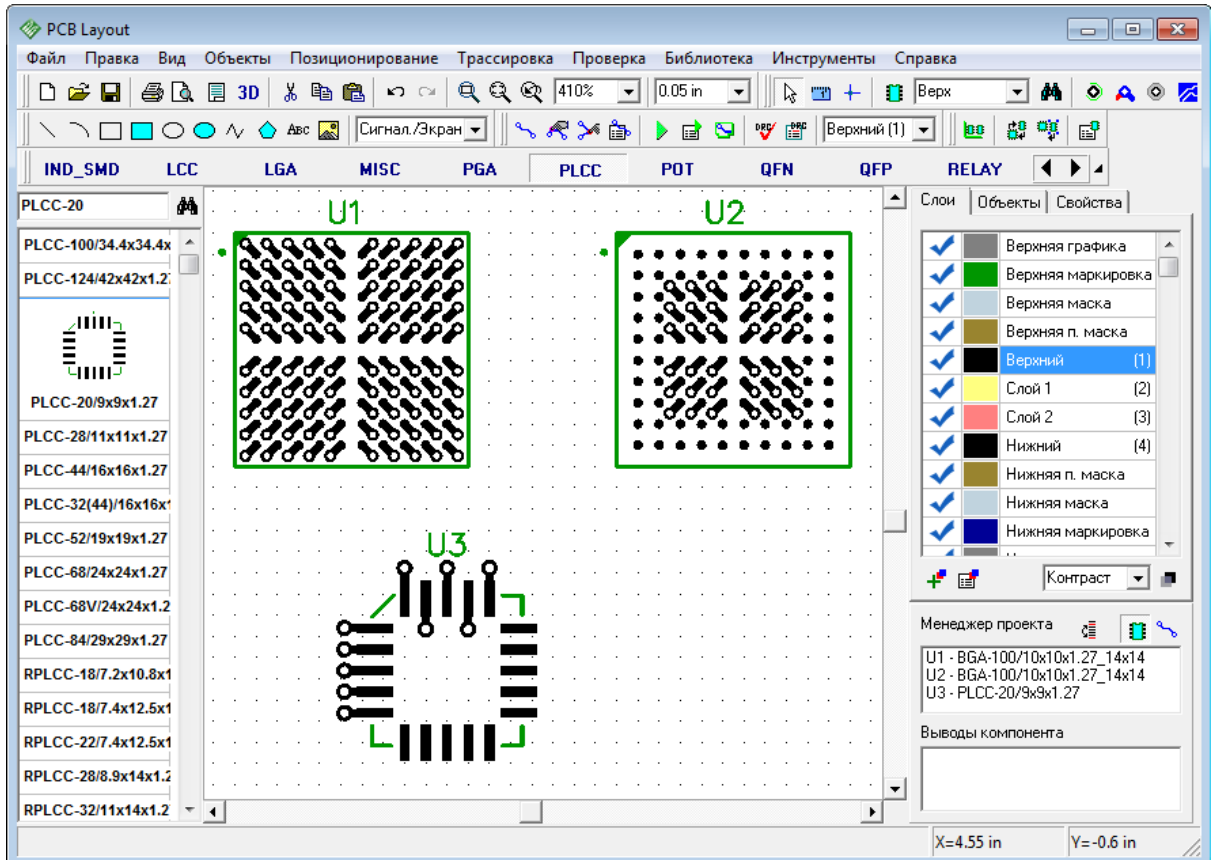 PCB Layout
Файл Правка Вид Объекты Позиционирование Трассировка Проверка Библиотека Инструменты Справка
3D 410% 0.05 in Верх
ABC Сигнал./Экран DRC DRC Верхний (1)
IND_SMD LCC LGA MISC PGA PLCC POT QFN QFP RELAY
PLCC-20
PLCC-100/34.4x34.4x
PLCC-124/42x42x1.2
PLCC-20/9x9x1.27
PLCC-28/11x11x1.27
PLCC-44/16x16x1.27
PLCC-32(44)/16x16x
PLCC-52/19x19x1.27
PLCC-68/24x24x1.27
PLCC-68V/24x24x1.2
PLCC-84/29x29x1.27
RPLCC-18/7.2x10.8x1
RPLCC-18/7.4x12.5x1
RPLCC-22/7.4x12.5x1
RPLCC-28/8.9x14x1.2
RPLCC-32/11x14x1.2
U1 U2
U3
Слои Объекты Свойства
Верхняя графика
Верхняя маркировка
Верхняя маска
Верхняя п. маска
Верхний (1)
Слой 1 (2)
Слой 2 (3)
Нижний (4)
Нижняя п. маска
Нижняя маска
Нижняя маркировка
Контраст
Менеджер проекта
U1 - BGA-100/10x10x1.27_14x14
U2 - BGA-100/10x10x1.27_14x14
U3 - PLCC-20/9x9x1.27
Выводы компонента
X=4.55 in Y=-0.6 in